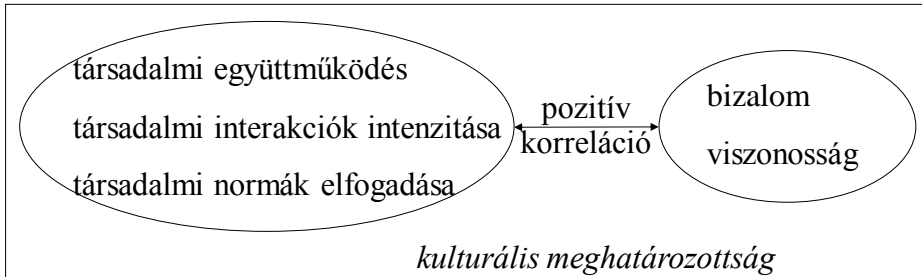 társadalmi együttműködés
társadalmi interakciók intenzitása
társadalmi normák elfogadása
pozitív
korreláció
bizalom
viszonosság
kulturális meghatározottság